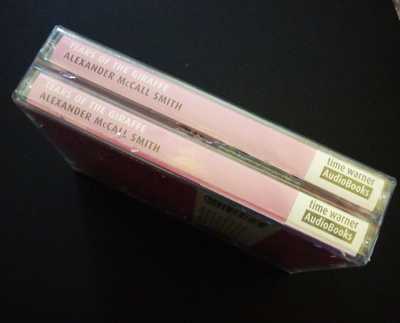 TEARS OF THE GIRAFFE
ALEXANDER McCALL SMITH
time warner
AudioBooks
TEARS OF THE GIRAFFE
ALEXANDER McCALL SMITH
time warner
AudioBooks